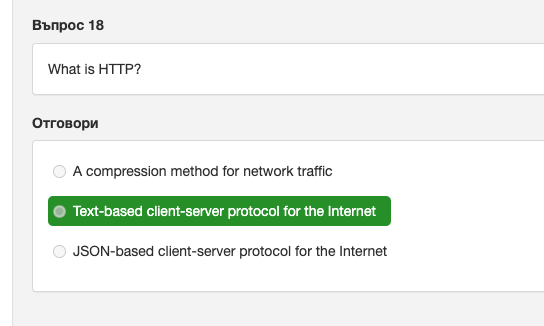 Въпрос 18
What is HTTP?
Отговори
A compression method for network traffic
Text-based client-server protocol for the Internet
JSON-based client-server protocol for the Internet